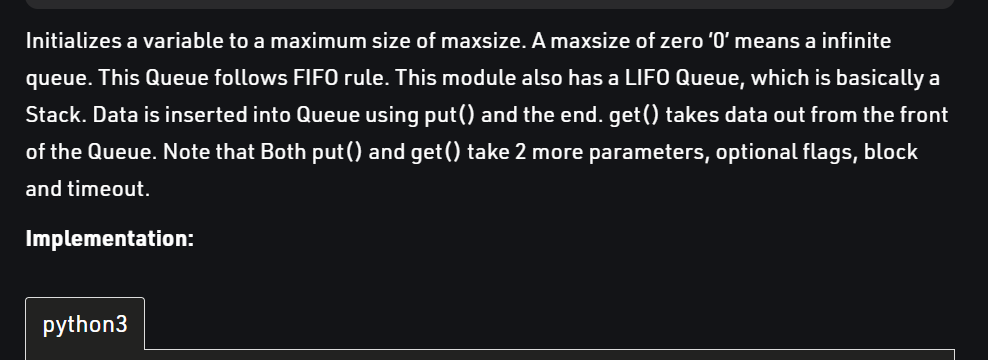 Initializes a variable to a maximum size of maxsize. A maxsize of zero ‘0’ means a infinite
queue. This Queue follows FIFO rule. This module also has a LIFO Queue, which is basically a
Stack. Data is inserted into Queue using put() and the end. get() takes data out from the front
of the Queue. Note that Both put() and get() take 2 more parameters, optional flags, block
and timeout.
Implementation:
python3